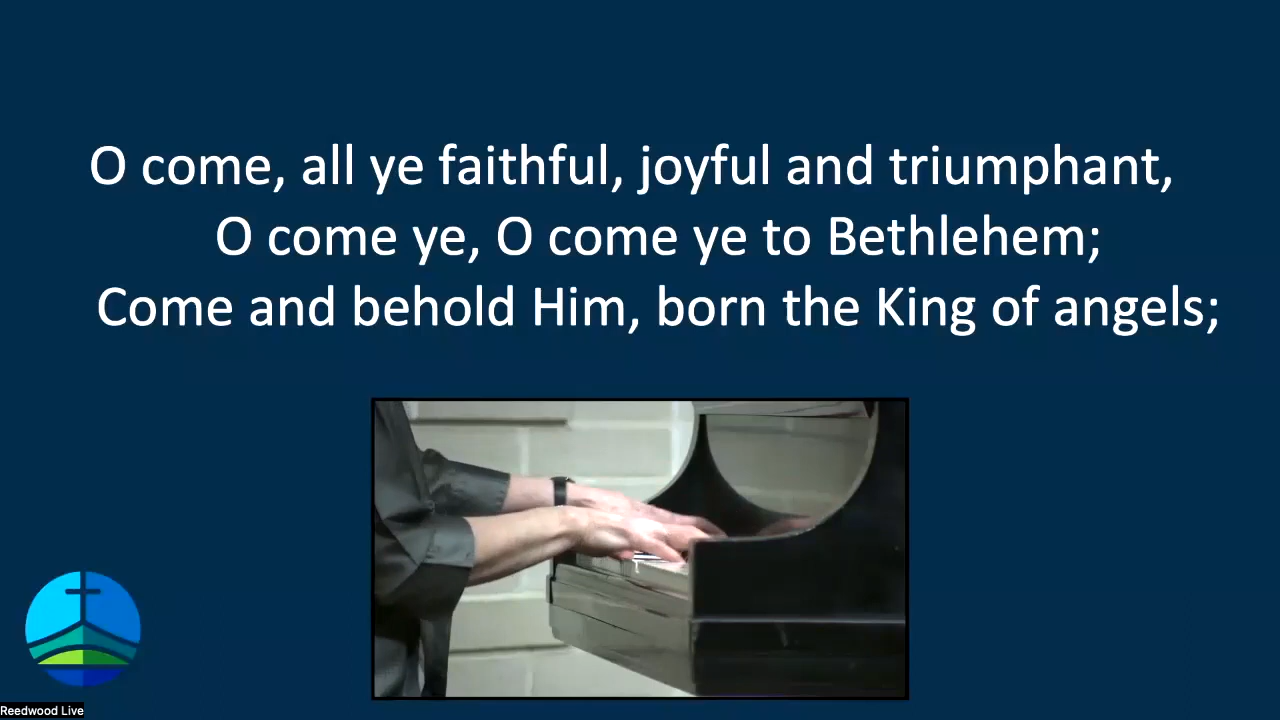 O come, all ye faithful, joyful and triumphant,
O come ye, O come ye to Bethlehem;
Come and behold Him, born the King of angels;
Reedwood Live